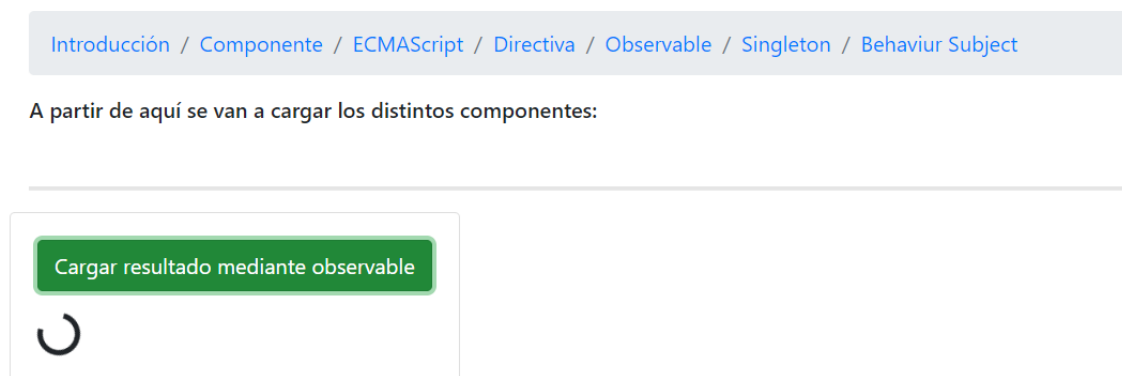 Introducción / Componente / ECMAScript / Directiva / Observable / Singleton / Behaviur Subject
A partir de aquí se van a cargar los distintos componentes:
Cargar resultado mediante observable